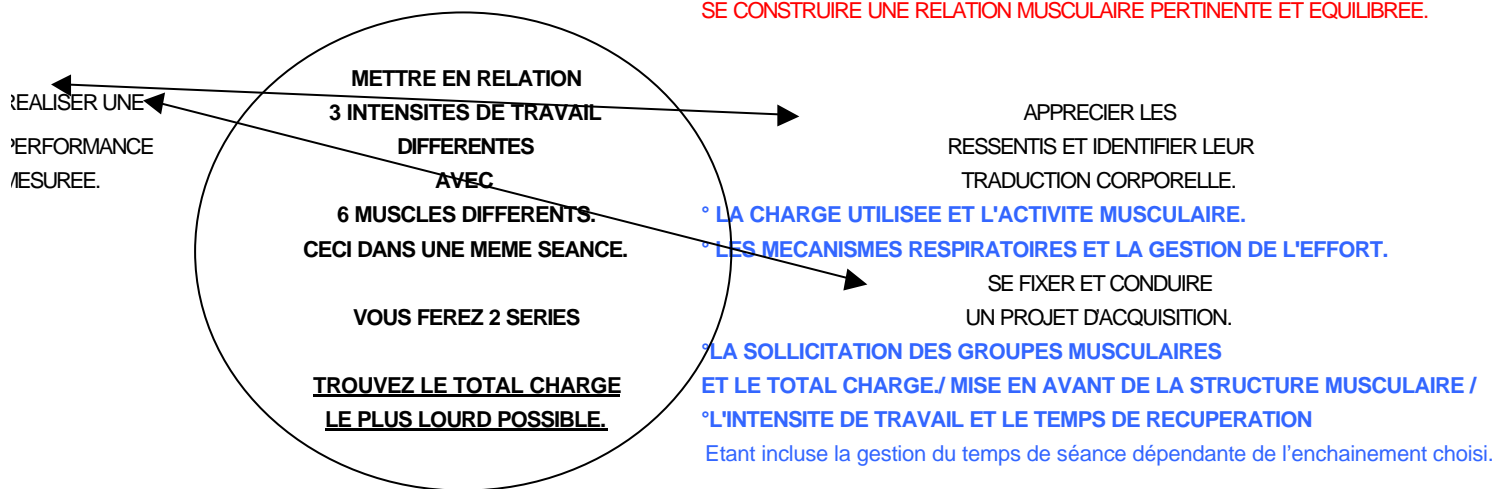 SE CONSTRUIRE UNE RELATION MUSCULAIRE PERTINENTE ET EQUILIBREE.
REALISER UNE
PERFORMANCE
MESUREE.
METTRE EN RELATION
3 INTENSITES DE TRAVAIL
DIFFERENTES
AVEC
6 MUSCLES DIFFERENTS.
CECI DANS UNE MEME SEANCE.
VOUS FEREZ 2 SERIES
TROUVEZ LE TOTAL CHARGE
LE PLUS LOURD POSSIBLE.
APPRECIER LES
RESSENTIS ET IDENTIFIER LEUR
TRADUCTION CORPORELLE.
° LA CHARGE UTILISEE ET L'ACTIVITE MUSCULAIRE.
° LES MECANISMES RESPIRATOIRES ET LA GESTION DE L'EFFORT.
SE FIXER ET CONDUIRE
UN PROJET D'ACQUISITION.
°LA SOLLICITATION DES GROUPES MUSCULAIRES
ET LE TOTAL CHARGE./ MISE EN AVANT DE LA STRUCTURE MUSCULAIRE /
°L'INTENSITE DE TRAVAIL ET LE TEMPS DE RECUPERATION
Etant incluse la gestion du temps de séance dépendante de l'enchainement choisi.